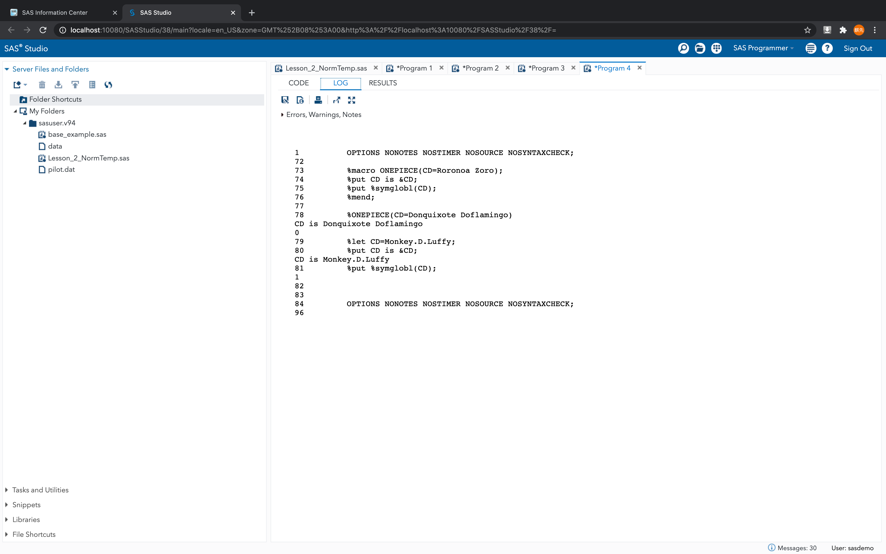 SAS Information Center
SAS Studio
localhost:10080/SASStudio/38/main?locale=en_US&zone=GMT%252B08%253A00&http%3A%2F%2Flocalhost%3A10080%2FSASStudio%2F38%2F=
SAS® Studio
SAS Programmer
Sign Out
Server Files and Folders
Folder Shortcuts
My Folders
sasuser.v94
base_example.sas
data
Lesson_2_NormTemp.sas
pilot.dat
Tasks and Utilities
Snippets
Libraries
File Shortcuts
Lesson_2_NormTemp.sas
*Program 1
*Program 2
*Program 3
*Program 4
CODE
LOG
RESULTS
Errors, Warnings, Notes
1 OPTIONS NONOTES NOSTIMER NOSOURCE NOSYNTAXCHECK;
72
73 %macro ONEPIECE(CD=Roronoa Zoro);
74 %put CD is &CD;
75 %put %symglobl(CD);
76 %mend;
77
78 %ONEPIECE(CD=Donquixote Doflamingo)
CD is Donquixote Doflamingo
0
79 %let CD=Monkey.D.Luffy;
80 %put CD is &CD;
CD is Monkey.D.Luffy
81 %put %symglobl(CD);
1
82
83
84 OPTIONS NONOTES NOSTIMER NOSOURCE NOSYNTAXCHECK;
96
Messages: 30
User: sasdemo